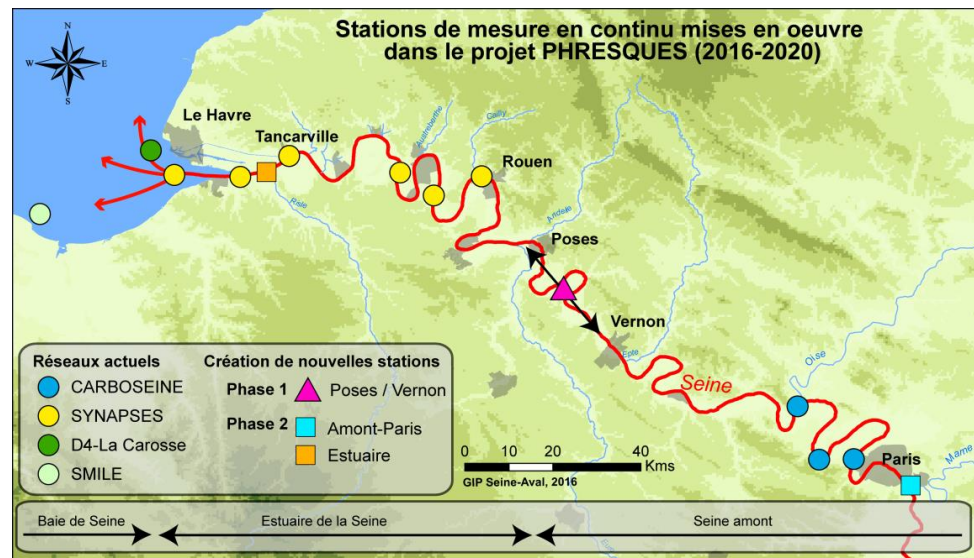 Stations de mesure en continu mises en oeuvre
dans le projet PHRESQUES (2016-2020)
N
W
E
S
Le Havre
Tancarville
Austreberthe
Cailly
Rouen
Risle
Andelle
Poses
Vernon
Epte
Seine
Oise
Paris
Marne
Réseaux actuels
CARBOSEINE
SYNAPSES
D4-La Carosse
SMILE
Création de nouvelles stations
Phase 1
Poses / Vernon
Phase 2
Amont-Paris
Estuaire
0 10 20 40
Kms
GIP Seine-Aval, 2016
Baie de Seine
Estuaire de la Seine
Seine amont